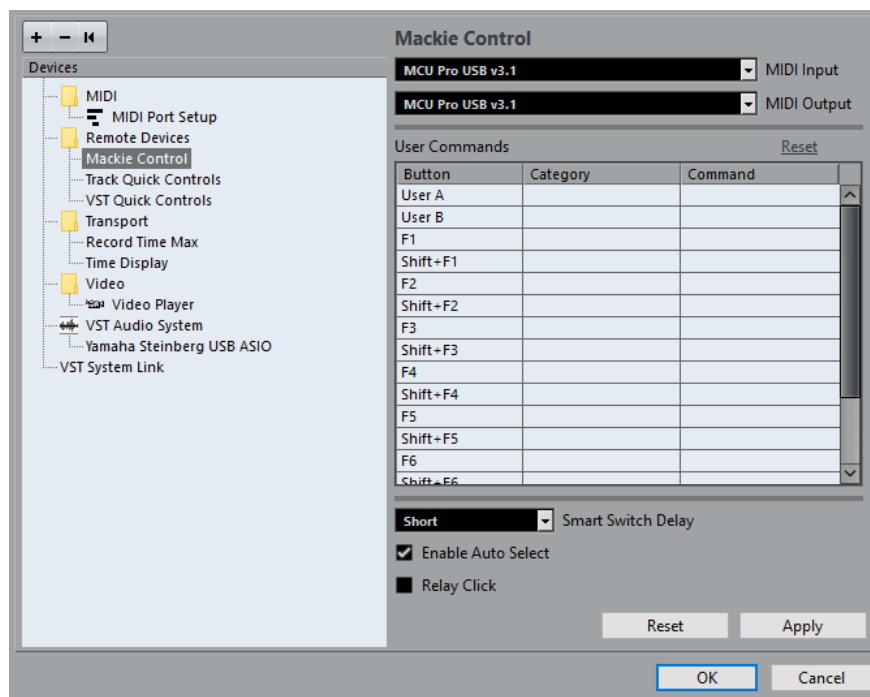 Devices
MIDI
MIDI Port Setup
Remote Devices
Mackie Control
Track Quick Controls
VST Quick Controls
Transport
Record Time Max
Time Display
Video
Video Player
VST Audio System
Yamaha Steinberg USB ASIO
VST System Link
Mackie Control
MCU Pro USB v3.1 MIDI Input
MCU Pro USB v3.1 MIDI Output
User Commands Reset
Button Category Command
User A
User B
F1
Shift+F1
F2
Shift+F2
F3
Shift+F3
F4
Shift+F4
F5
Shift+F5
F6
Shift+F6
Short Smart Switch Delay
Enable Auto Select
Relay Click
Reset Apply
OK Cancel